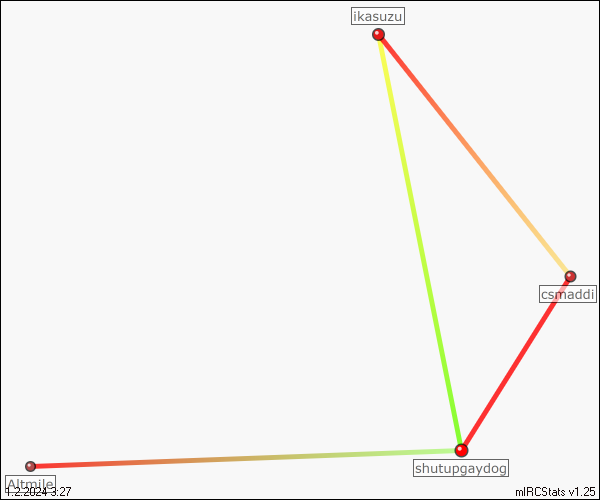 ikasuzu
csmaddi
shutupgaydog
Altmile
1.2.2024 3:27
mIRCStats v1.25